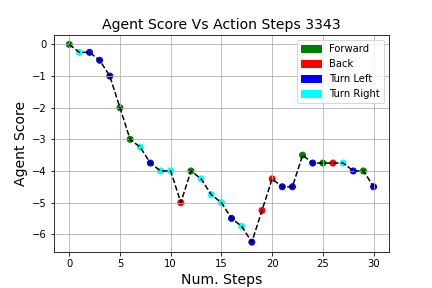 Agent Score Vs Action Steps 3343
Forward
Back
Turn Left
Turn Right
Agent Score
0
−1
−2
−3
−4
−5
−6
0 5 10 15 20 25 30
Num. Steps